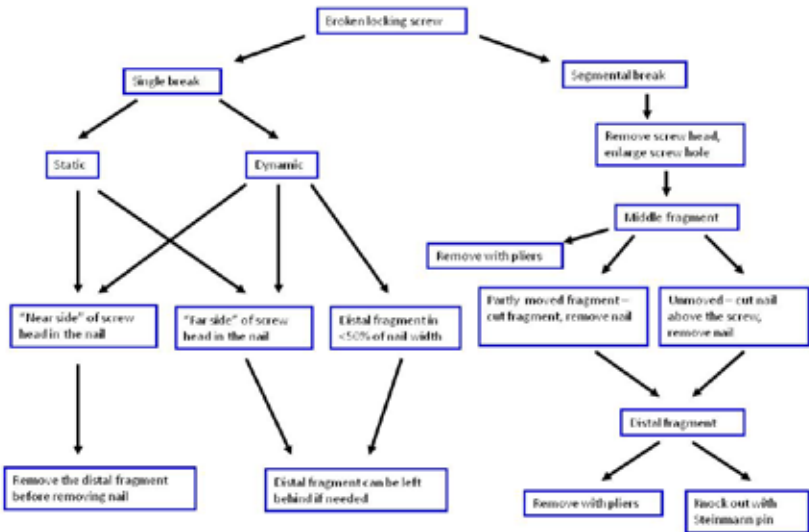 Broken locking screw
Single break
Segmental break
Remove screw head,
enlarge screw hole
Static
Dynamic
Middle fragment
Remove with pliers
Partly moved fragment –
cut fragment, remove nail
Unmoved – cut nail
above the screw,
remove nail
"Near side" of screw
head in the nail
"Far side" of screw
head in the nail
Distal fragment in
<50% of nail width
Distal fragment
Remove the distal fragment
before removing nail
Distal fragment can be left
behind if needed
Remove with pliers
Knock out with
Steinmann pin